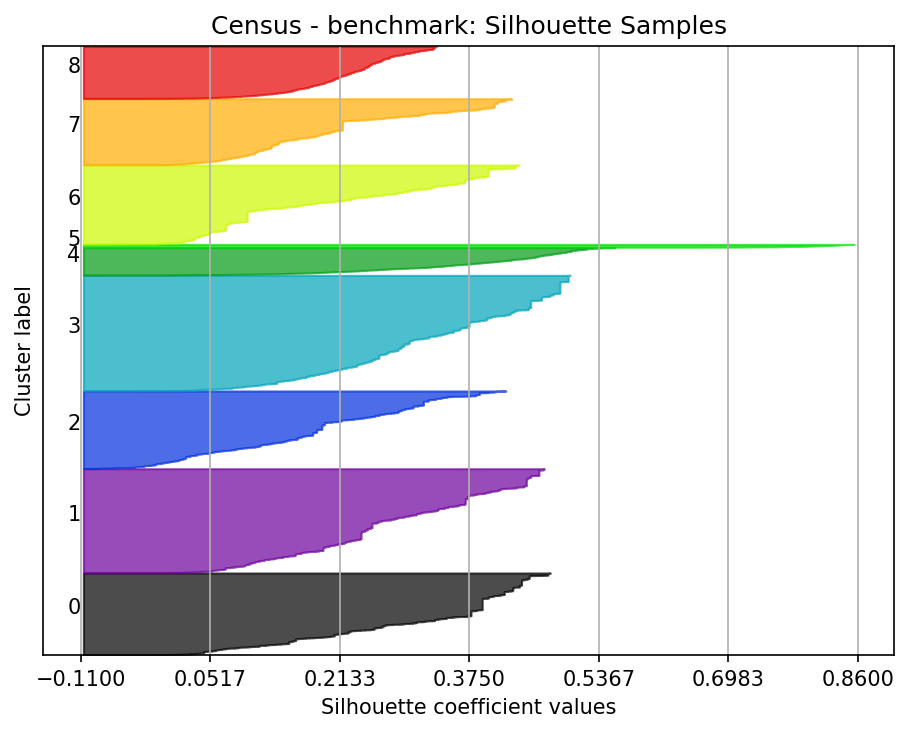 Census - benchmark: Silhouette Samples
8
7
6
5
4
3
2
1
0
Cluster label
−0.1100 0.0517 0.2133 0.3750 0.5367 0.6983 0.8600
Silhouette coefficient values